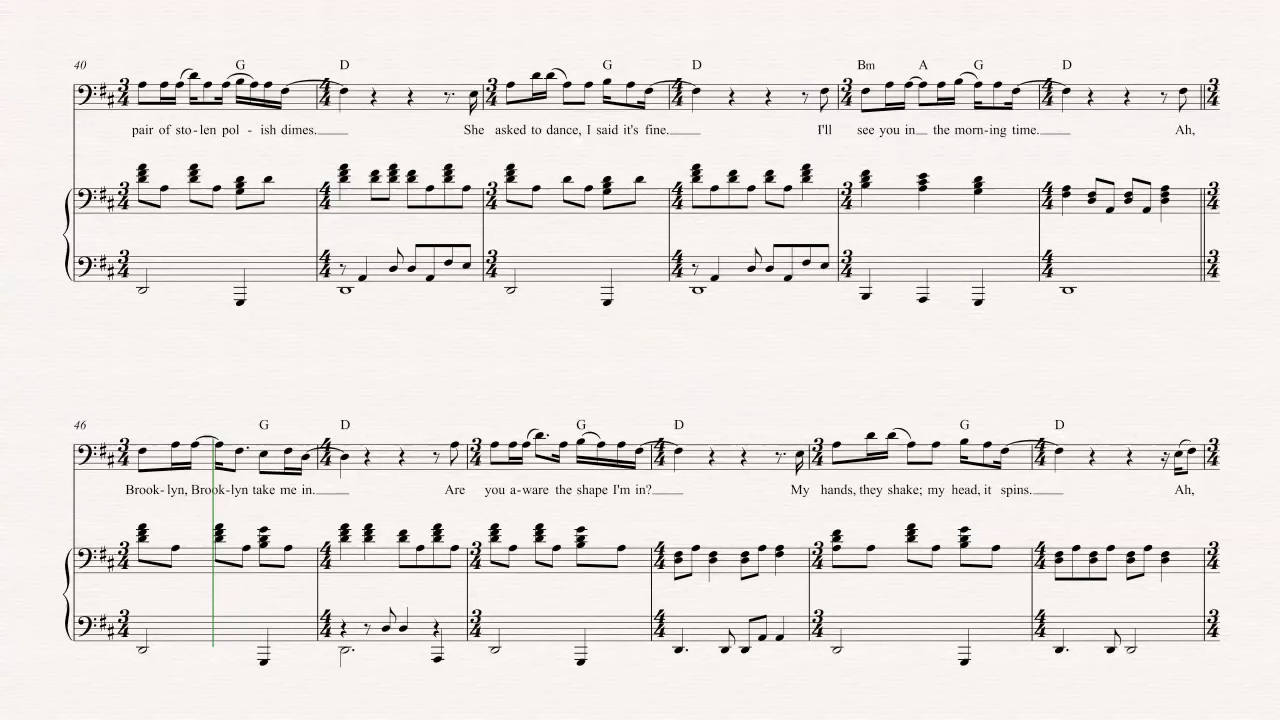 40 G D G D Bm A G D
pair of sto-len pol - ish dimes. She asked to dance, I said it's fine. I'll see you in the morn-ing time. Ah,
46 G D G D G D
Brook-lyn, Brook-lyn take me in. Are you a-ware the shape I'm in? My hands, they shake; my head, it spins. Ah,